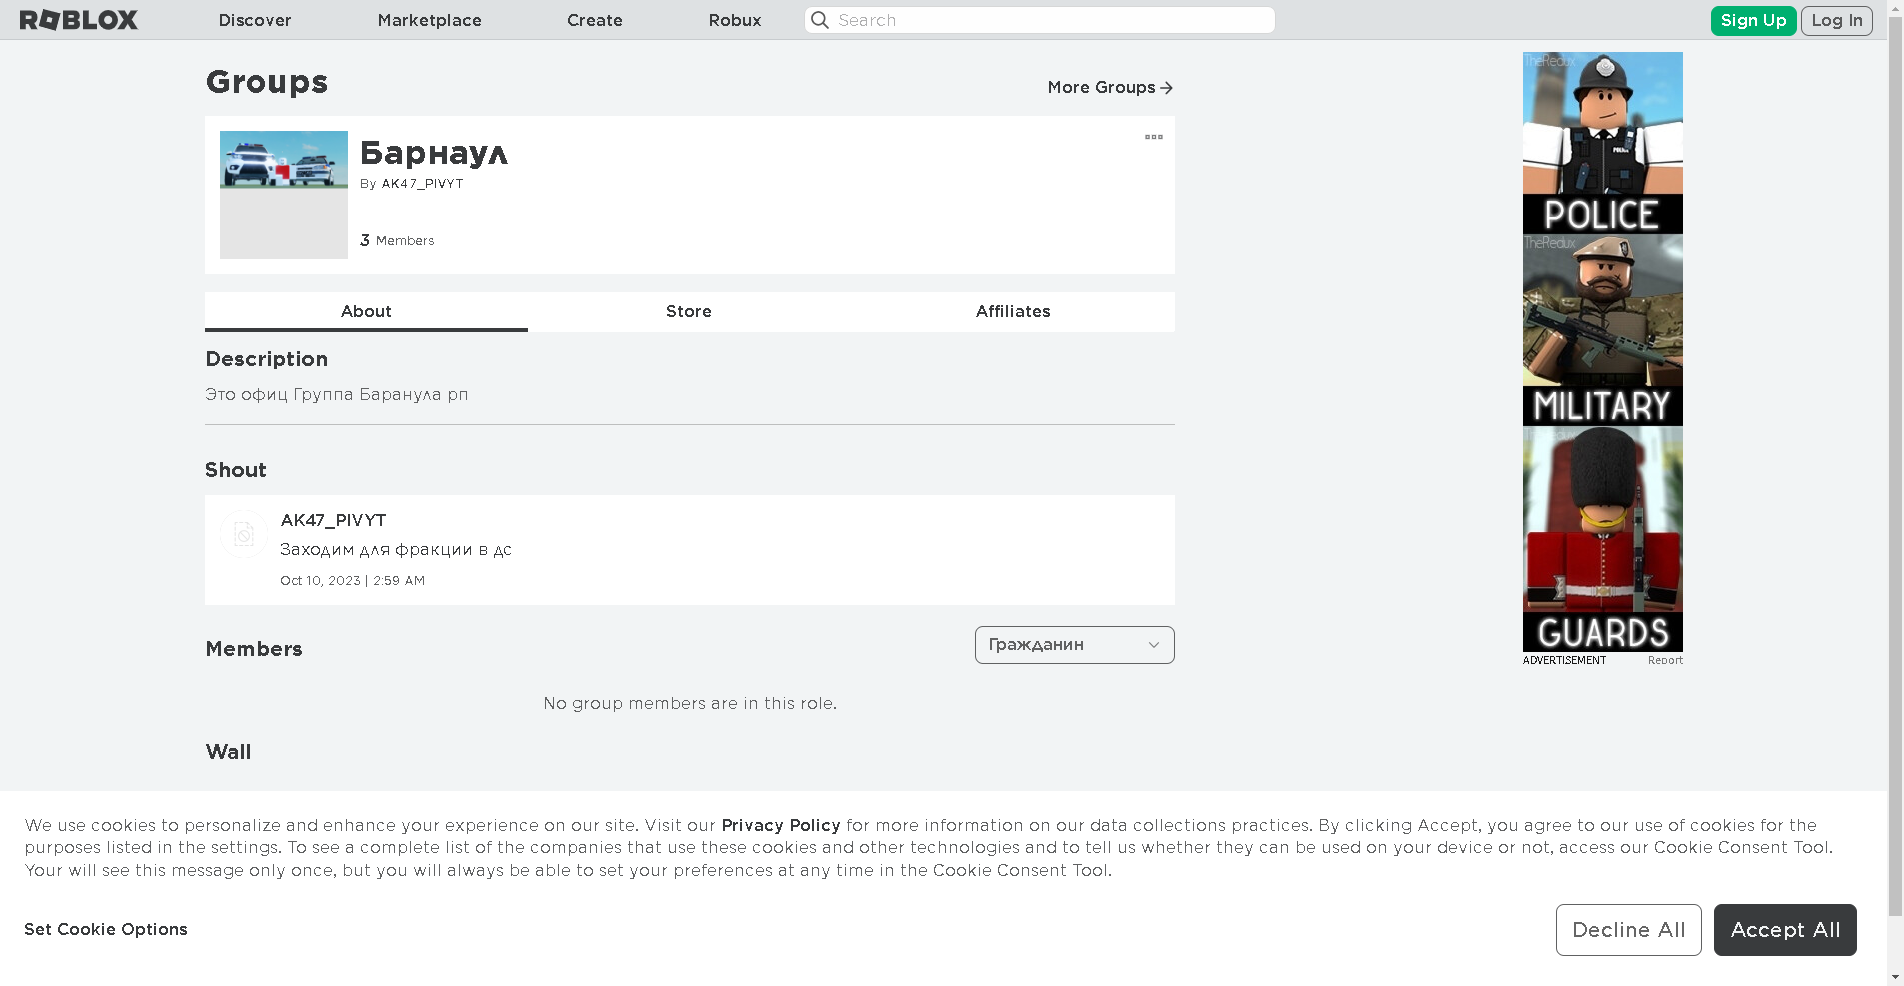 ROBLOX
Discover
Marketplace
Create
Robux
Search
Sign Up
Log In
Groups
More Groups
Барнаул
By AK47_PIVYT
3 Members
About
Store
Affiliates
Description
Это офиц Группа Баранула рп
Shout
AK47_PIVYT
Заходим для фракции в дс
Oct 10, 2023 | 2:59 AM
Members
Гражданин
No group members are in this role.
Wall
TheRedux
POLICE
POLICE
TheRedux
MILITARY
TheRedux
GUARDS
ADVERTISEMENT
Report
We use cookies to personalize and enhance your experience on our site. Visit our Privacy Policy for more information on our data collections practices. By clicking Accept, you agree to our use of cookies for the
purposes listed in the settings. To see a complete list of the companies that use these cookies and other technologies and to tell us whether they can be used on your device or not, access our Cookie Consent Tool.
Your will see this message only once, but you will always be able to set your preferences at any time in the Cookie Consent Tool.
Set Cookie Options
Decline All
Accept All